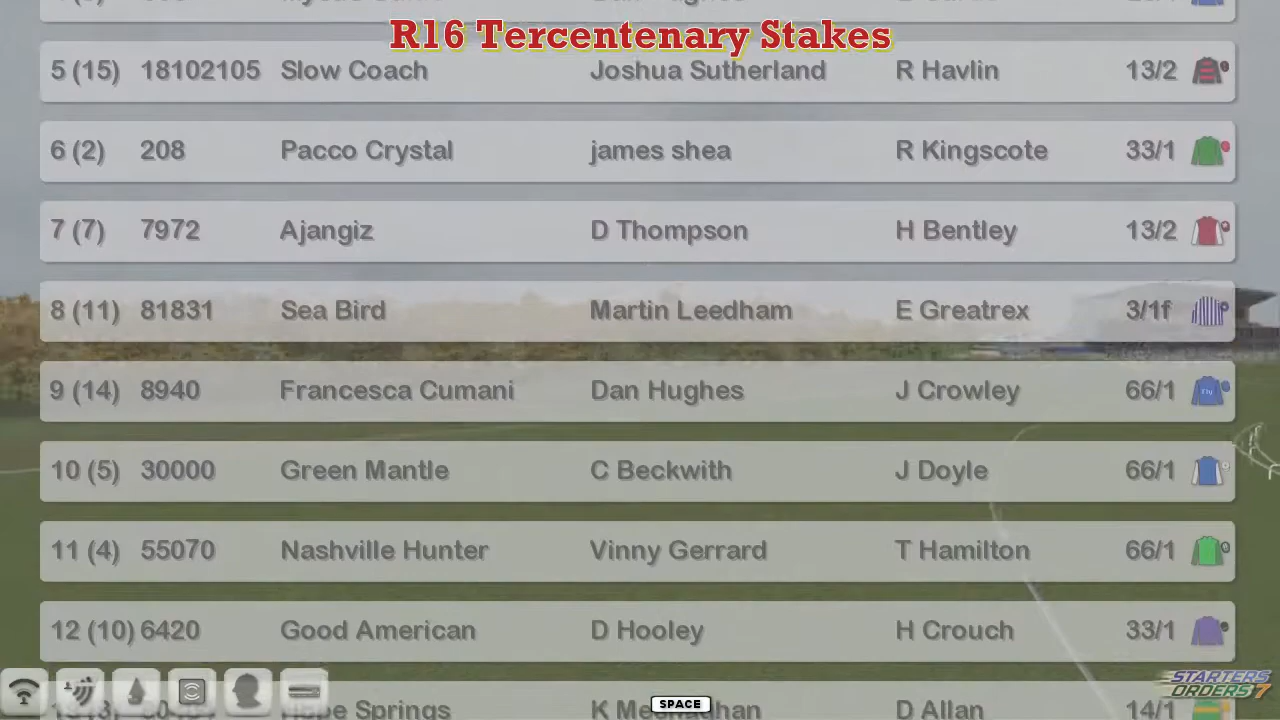 R16 Tercentenary Stakes
5 (15) 18102105 Slow Coach Joshua Sutherland R Havlin 13/2
6 (2) 208 Pacco Crystal james shea R Kingscote 33/1
7 (7) 7972 Ajangiz D Thompson H Bentley 13/2
8 (11) 81831 Sea Bird Martin Leedham E Greatrex 3/1f
9 (14) 8940 Francesca Cumani Dan Hughes J Crowley 66/1
10 (5) 30000 Green Mantle C Beckwith J Doyle 66/1
11 (4) 55070 Nashville Hunter Vinny Gerrard T Hamilton 66/1
12 (10) 6420 Good American D Hooley H Crouch 33/1
Springs K D Allan 14/1
SPACE
STARTERS
ORDERS 7